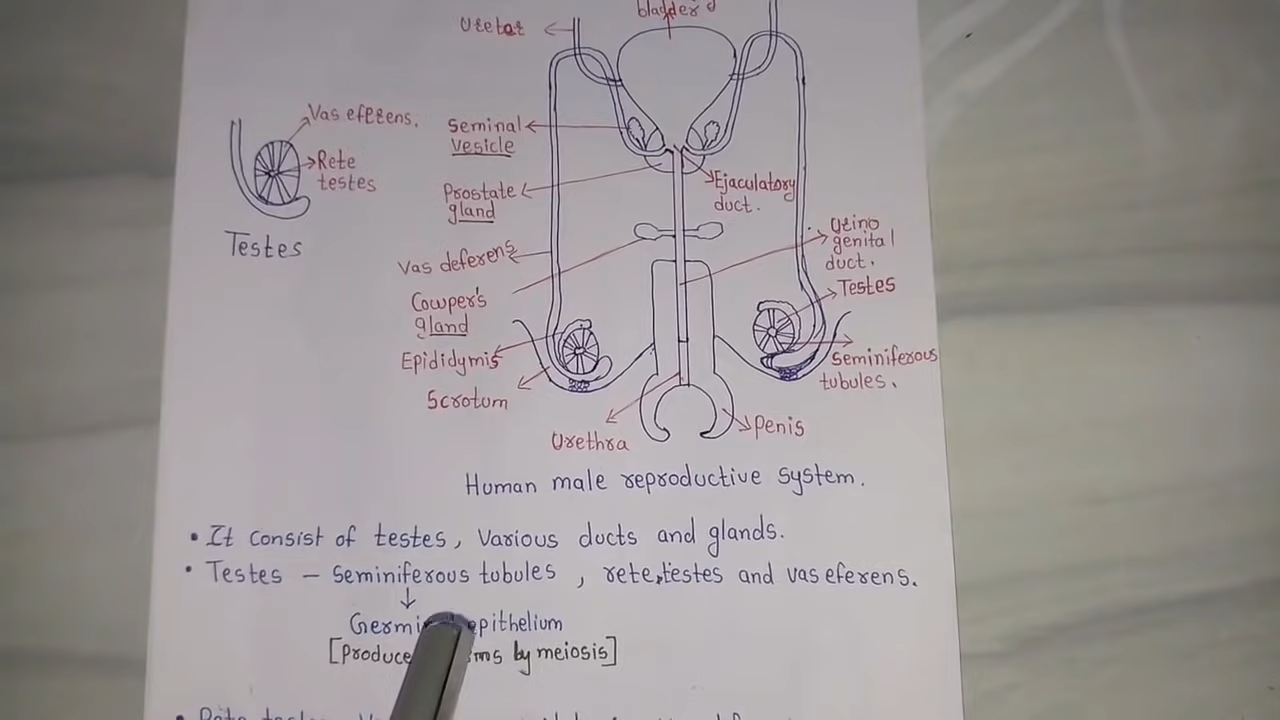 bladder
Ureter
Vas effrens.
Rete
testes
Testes
Seminal
vesicle
Prostate
gland
Vas deferens
Cowper's
gland
Epididymis
Scrotum
Urethra
Ejaculatory
duct.
Urino
genital
duct.
Testes
Seminiferous
tubules.
Penis
Human male reproductive system.
• It consist of testes, Various ducts and glands.
• Testes – Seminiferous tubules, rete,testes and vas eferens.
↓
epithelium
[Produce by meiosis]